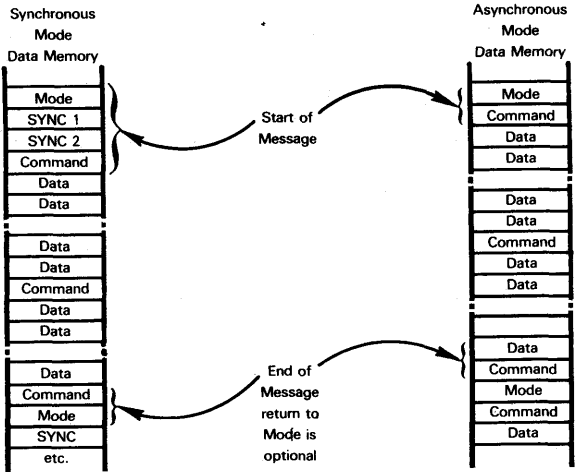 Synchronous
Mode
Data Memory
Mode
SYNC 1
SYNC 2
Command
Data
Data
Data
Data
Command
Data
Data
Data
Command
Mode
SYNC
etc.
Start of
Message
End of
Message
return to
Mode is
optional
Asynchronous
Mode
Data Memory
Mode
Command
Data
Data
Data
Data
Command
Data
Data
Data
Command
Mode
Command
Data